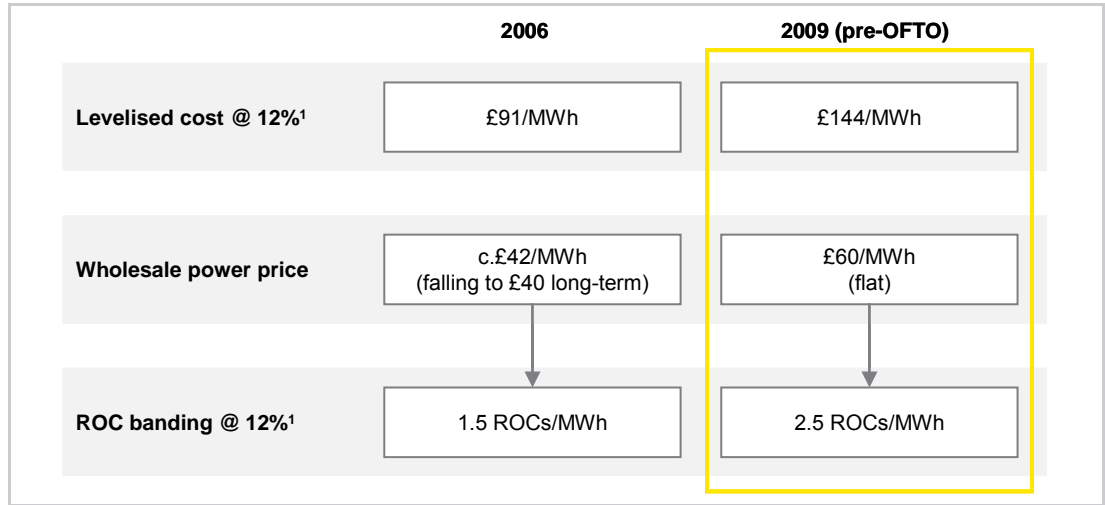 2006 2009 (pre-OFTO)
Levelised cost @ 12%¹ £91/MWh £144/MWh
Wholesale power price c.£42/MWh (falling to £40 long-term) £60/MWh (flat)
ROC banding @ 12%¹ 1.5 ROCs/MWh 2.5 ROCs/MWh